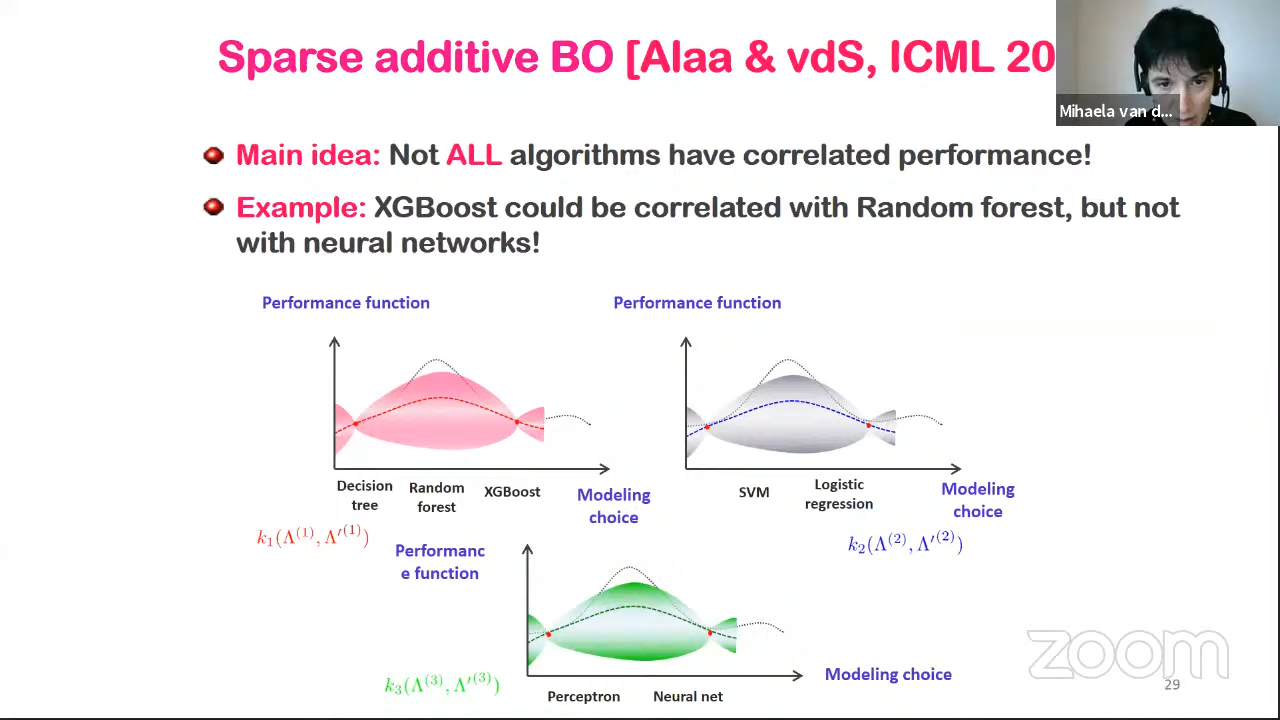 Sparse additive BO [Alaa & vdS, ICML 20
Mihaela van d...
Main idea: Not ALL algorithms have correlated performance!
Example: XGBoost could be correlated with Random forest, but not
with neural networks!
Performance function
Performance function
Decision
tree
Random
forest
XGBoost
Modeling
choice
SVM
Logistic
regression
Modeling
choice
k₁(Λ⁽¹⁾, Λ′⁽¹⁾)
k₂(Λ⁽²⁾, Λ′⁽²⁾)
Performanc
e function
k₃(Λ⁽³⁾, Λ′⁽³⁾)
Perceptron
Neural net
Modeling choice
zoom
29